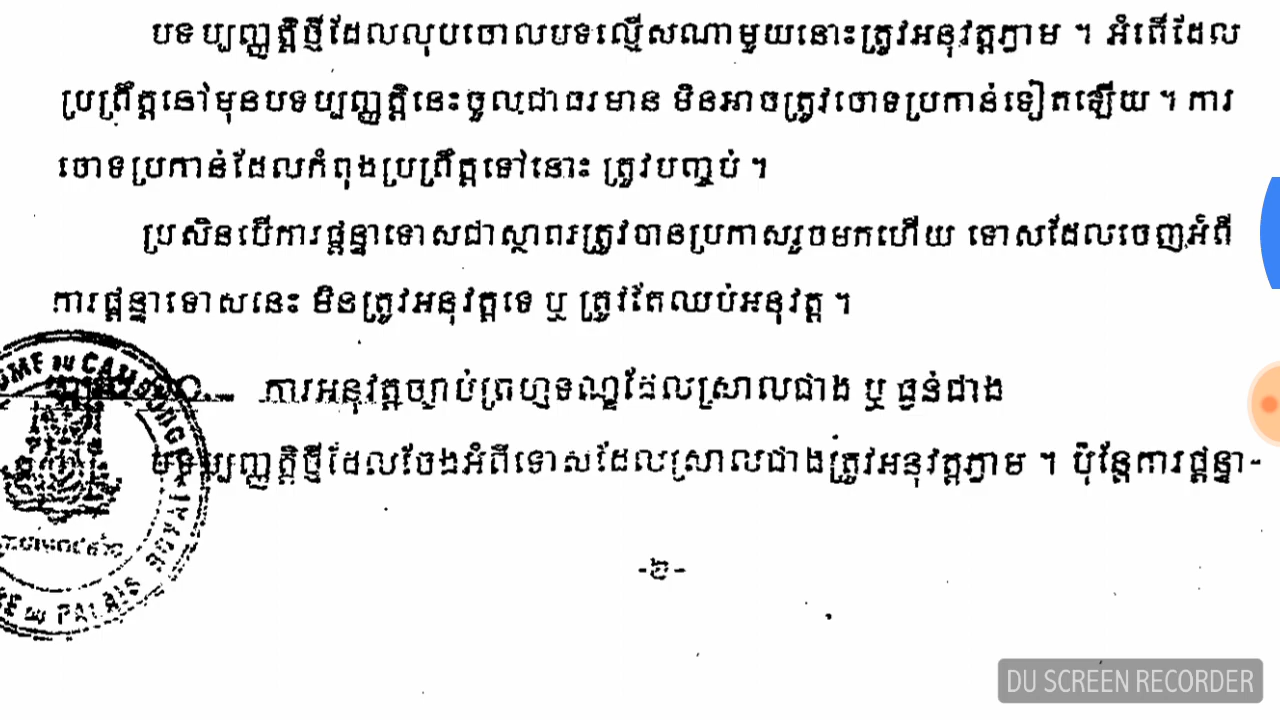 បទប្បញ្ញត្តិថ្មីដែលលុបចោលបទល្មើសណាមួយនោះត្រូវអនុវត្តភ្លាម ។ អំពើដែល
ប្រព្រឹត្តនៅមុនបទប្បញ្ញត្តិនេះចូលជាធរមាន មិនអាចត្រូវចោទប្រកាន់ទៀតឡើយ ។ ការ
ចោទប្រកាន់ដែលកំពុងប្រព្រឹត្តទៅនោះ ត្រូវបញ្ចប់ ។
ប្រសិនបើការផ្តន្ទាទោសជាស្ថាពរត្រូវបានប្រកាសរួចមកហើយ ទោសដែលចេញអំពី
ការផ្តន្ទាទោសនេះ មិនត្រូវអនុវត្តទេ ឬ ត្រូវតែឈប់អនុវត្ត ។
ការអនុវត្តច្បាប់ព្រហ្មទណ្ឌដែលស្រាលជាង ឬ ធ្ងន់ជាង
បទប្បញ្ញត្តិថ្មីដែលចែងអំពីទោសដែលស្រាលជាងត្រូវអនុវត្តភ្លាម ។ ប៉ុន្តែការផ្តន្ទា-
DU CAMBODGE
DU PALAIS ROYAL
-២-
DU SCREEN RECORDER